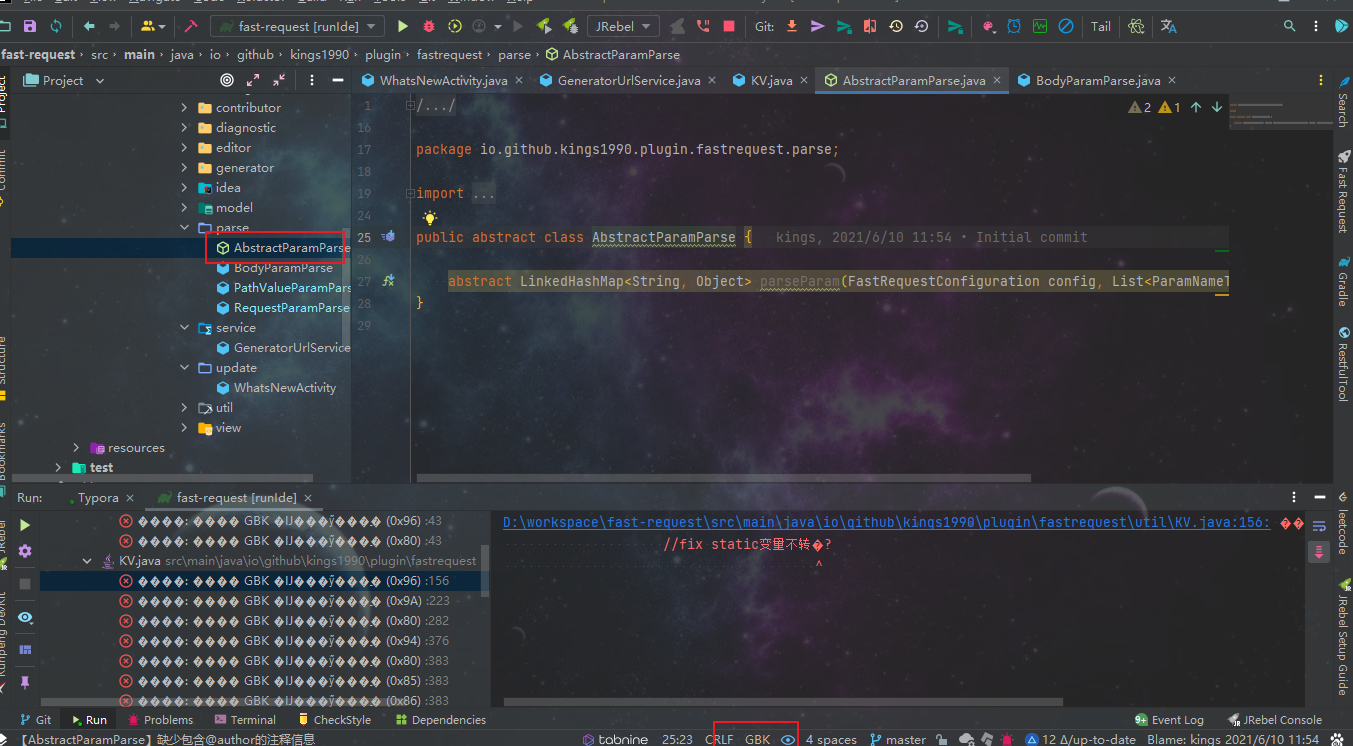 fast-request [runIde]
JRebel
Git:
Tail
fast-request
src
main
java
io
github
kings1990
plugin
fastrequest
parse
AbstractParamParse
Project
WhatsNewActivity.java
GeneratorUrlService.java
KV.java
AbstractParamParse.java
BodyParamParse.java
contributor
diagnostic
editor
generator
idea
model
parse
AbstractParamParse
BodyParamParse
PathValueParamPars
RequestParamParse
service
GeneratorUrlService
update
WhatsNewActivity
util
view
resources
test
1 /.../
16
17 package io.github.kings1990.plugin.fastrequest.parse;
18
19 import ...
24
25 public abstract class AbstractParamParse { kings, 2021/6/10 11:54 • Initial commit
27 abstract LinkedHashMap<String, Object> parseParam(FastRequestConfiguration config, List<ParamNameT
28 }
29
2 1
Search
Fast Request
Gradle
RestfulTool
leetcode
JRebel Setup Guide
Project
Commit
Structure
Bookmarks
JRebel
Kunpeng DevKit
Run:
Typora
fast-request [runIde]
����: ���� GBK �IJ���ӳ���� (0x96) :43
����: ���� GBK �IJ���ӳ���� (0x80) :43
KV.java src\main\java\io\github\kings1990\plugin\fastrequest
����: ���� GBK �IJ���ӳ���� (0x96) :156
����: ���� GBK �IJ���ӳ���� (0x9A) :223
����: ���� GBK �IJ���ӳ���� (0x80) :282
����: ���� GBK �IJ���ӳ���� (0x94) :376
����: ���� GBK �IJ���ӳ���� (0x80) :383
����: ���� GBK �IJ���ӳ���� (0x85) :383
����: ���� GBK �IJ���ӳ���� (0x86) :383
D:\workspace\fast-request\src\main\java\io\github\kings1990\plugin\fastrequest\util\KV.java:156: ��
//fix static变量不转�?
^
Git
Run
Problems
Terminal
CheckStyle
Dependencies
9+ Event Log
JRebel Console
【AbstractParamParse】缺少包含@author的注释信息
tabnine
25:23
CRLF
GBK
4 spaces
master
12 Δ/up-to-date
Blame: kings 2021/6/10 11:54